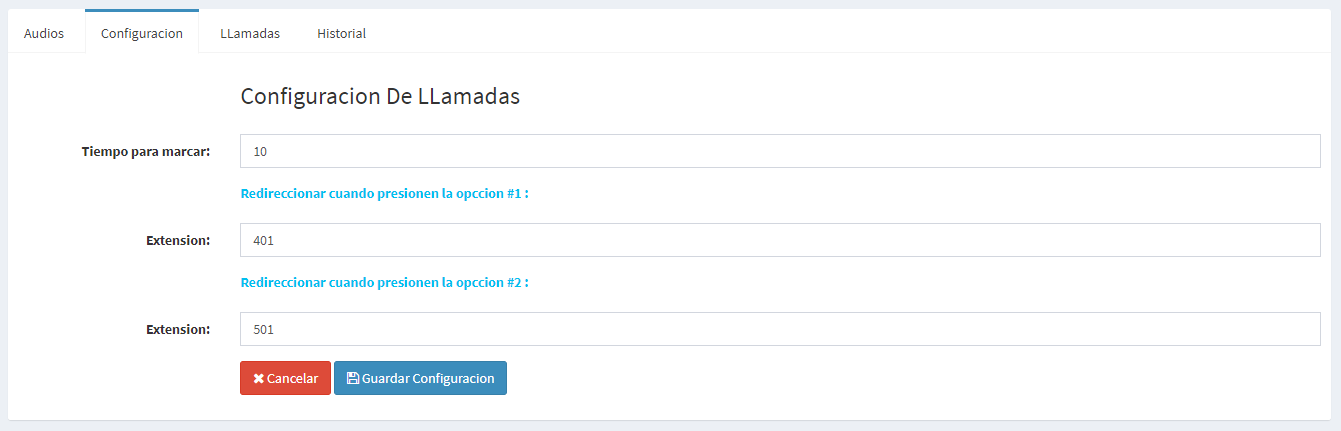 Audios Configuracion LLamadas Historial
Configuracion De LLamadas
Tiempo para marcar: 10
Redireccionar cuando presionen la opccion #1 :
Extension: 401
Redireccionar cuando presionen la opccion #2 :
Extension: 501
Cancelar Guardar Configuracion